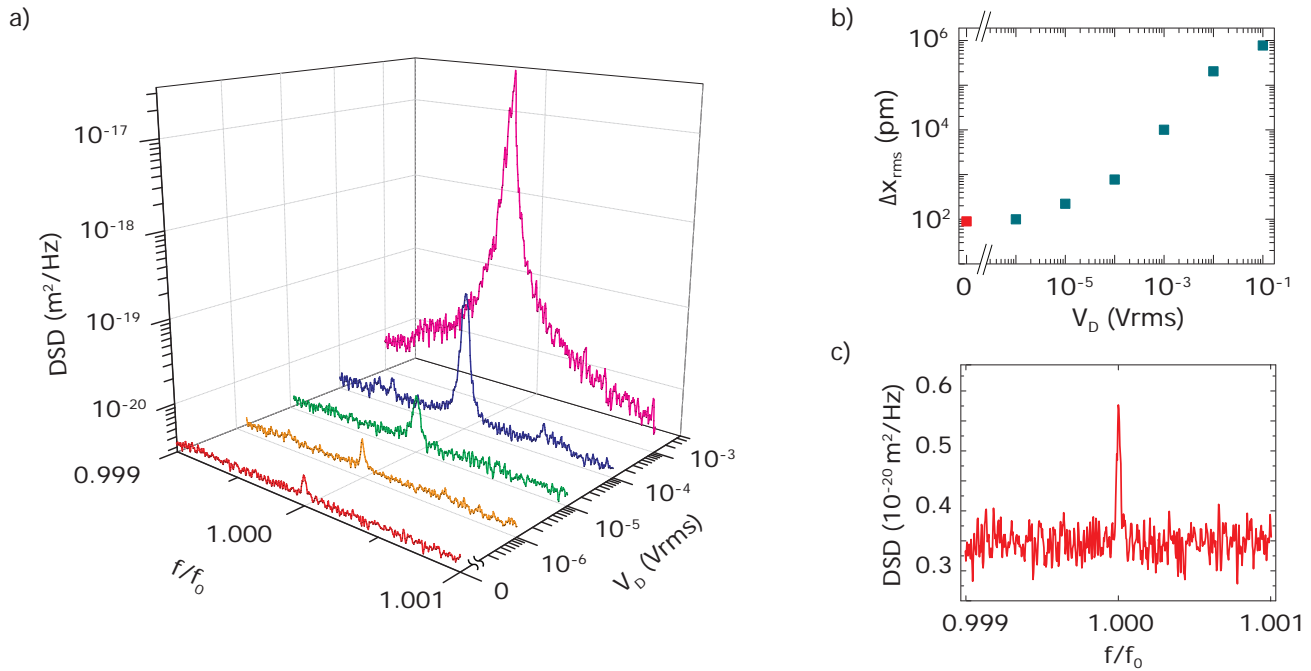 a)
10⁻¹⁷
10⁻¹⁸
10⁻¹⁹
10⁻²⁰
DSD (m²/Hz)
0.999
1.000
1.001
f/f₀
0
10⁻⁶
10⁻⁵
10⁻⁴
10⁻³
V_D (Vrms)
b)
10⁶
10⁴
10²
Δx_rms (pm)
0
10⁻⁵
10⁻³
10⁻¹
V_D (Vrms)
c)
0.6
0.5
0.4
0.3
DSD (10⁻²⁰ m²/Hz)
0.999
1.000
1.001
f/f₀